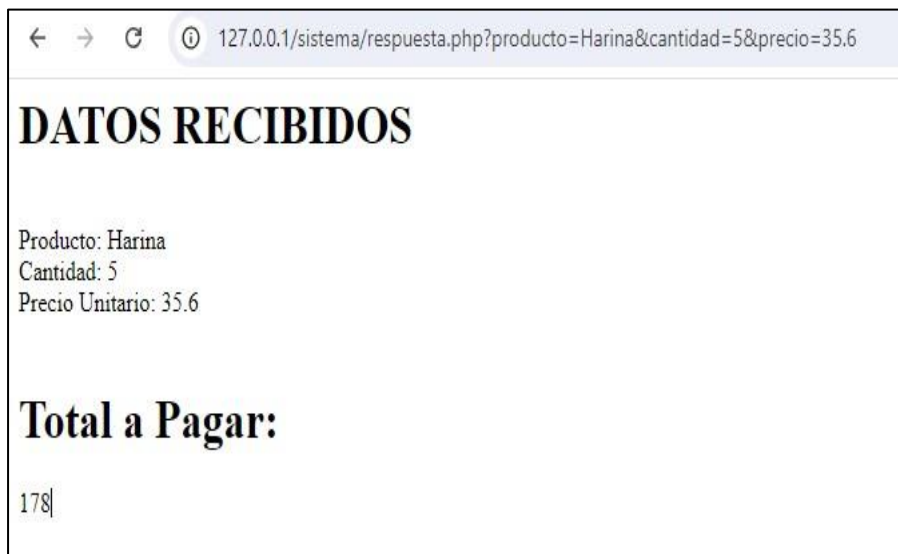 127.0.0.1/sistema/respuesta.php?producto=Harina&cantidad=5&precio=35.6
DATOS RECIBIDOS
Producto: Harina
Cantidad: 5
Precio Unitario: 35.6
Total a Pagar:
178